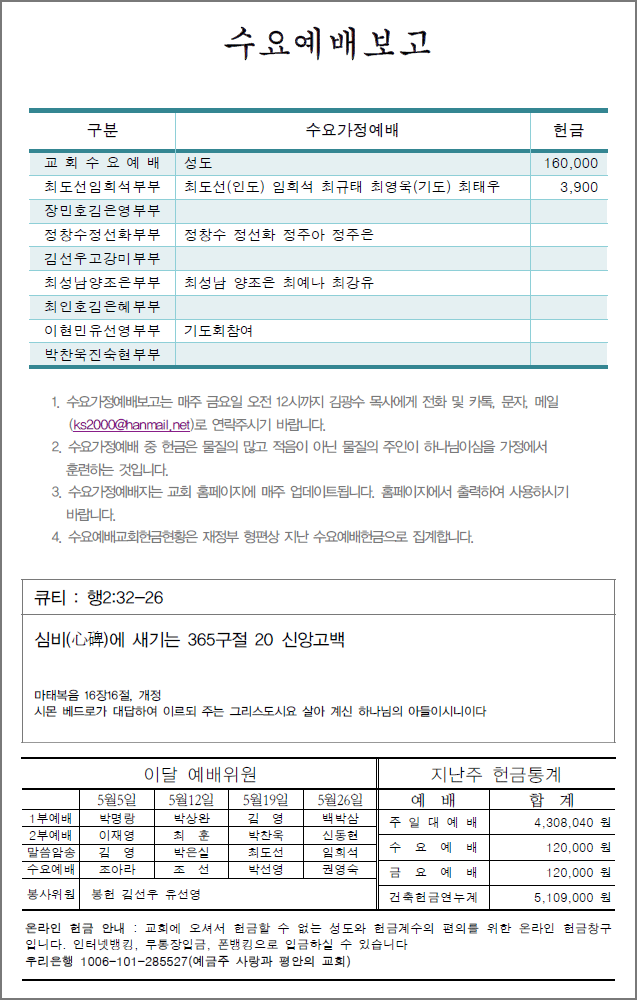 수요예배보고
구분 수요가정예배 헌금
교 회 수 요 예 배 성도 160,000
최도선임희석부부 최도선(인도) 임희석 최규태 최영욱(기도) 최태우 3,900
장민호김은영부부
정창수정선화부부 정창수 정선화 정주아 정주은
김선우고강미부부
최성남양조은부부 최성남 양조은 최예나 최강유
최인호김은혜부부
이현민유선영부부 기도회참여
박찬욱진숙현부부
1. 수요가정예배보고는 매주 금요일 오전 12시까지 김광수 목사에게 전화 및 카톡, 문자, 메일
(ks2000@hanmail.net)로 연락주시기 바랍니다.
2. 수요가정예배 중 헌금은 물질의 많고 적음이 아닌 물질의 주인이 하나님이심을 가정에서
훈련하는 것입니다.
3. 수요가정예배지는 교회 홈페이지에 매주 업데이트됩니다. 홈페이지에서 출력하여 사용하시기
바랍니다.
4. 수요예배교회헌금현황은 재정부 형편상 지난 수요예배헌금으로 집계합니다.
큐티 : 행2:32-26
심비(心碑)에 새기는 365구절 20 신앙고백
마태복음 16장16절, 개정
시몬 베드로가 대답하여 이르되 주는 그리스도시요 살아 계신 하나님의 아들이시니이다
이달 예배위원
5월5일 5월12일 5월19일 5월26일
1부예배 박명랑 박상완 김 영 백박삼
2부예배 이재영 최 훈 박찬욱 신동현
말씀암송 김 영 박은실 최도선 임희석
수요예배 조아라 조 선 박선영 권영숙
봉사위원 봉헌 김선우 유선영
지난주 헌금통계
예 배 합 계
주 일 대 예 배 4,308,040 원
수 요 예 배 120,000 원
금 요 예 배 120,000 원
건축헌금연누계 5,109,000 원
온라인 헌금 안내 : 교회에 오셔서 헌금할 수 없는 성도와 헌금계수의 편의를 위한 온라인 헌금창구
입니다. 인터넷뱅킹, 무통장입금, 폰뱅킹으로 입금하실 수 있습니다
우리은행 1006-101-285527(예금주 사랑과 평안의 교회)